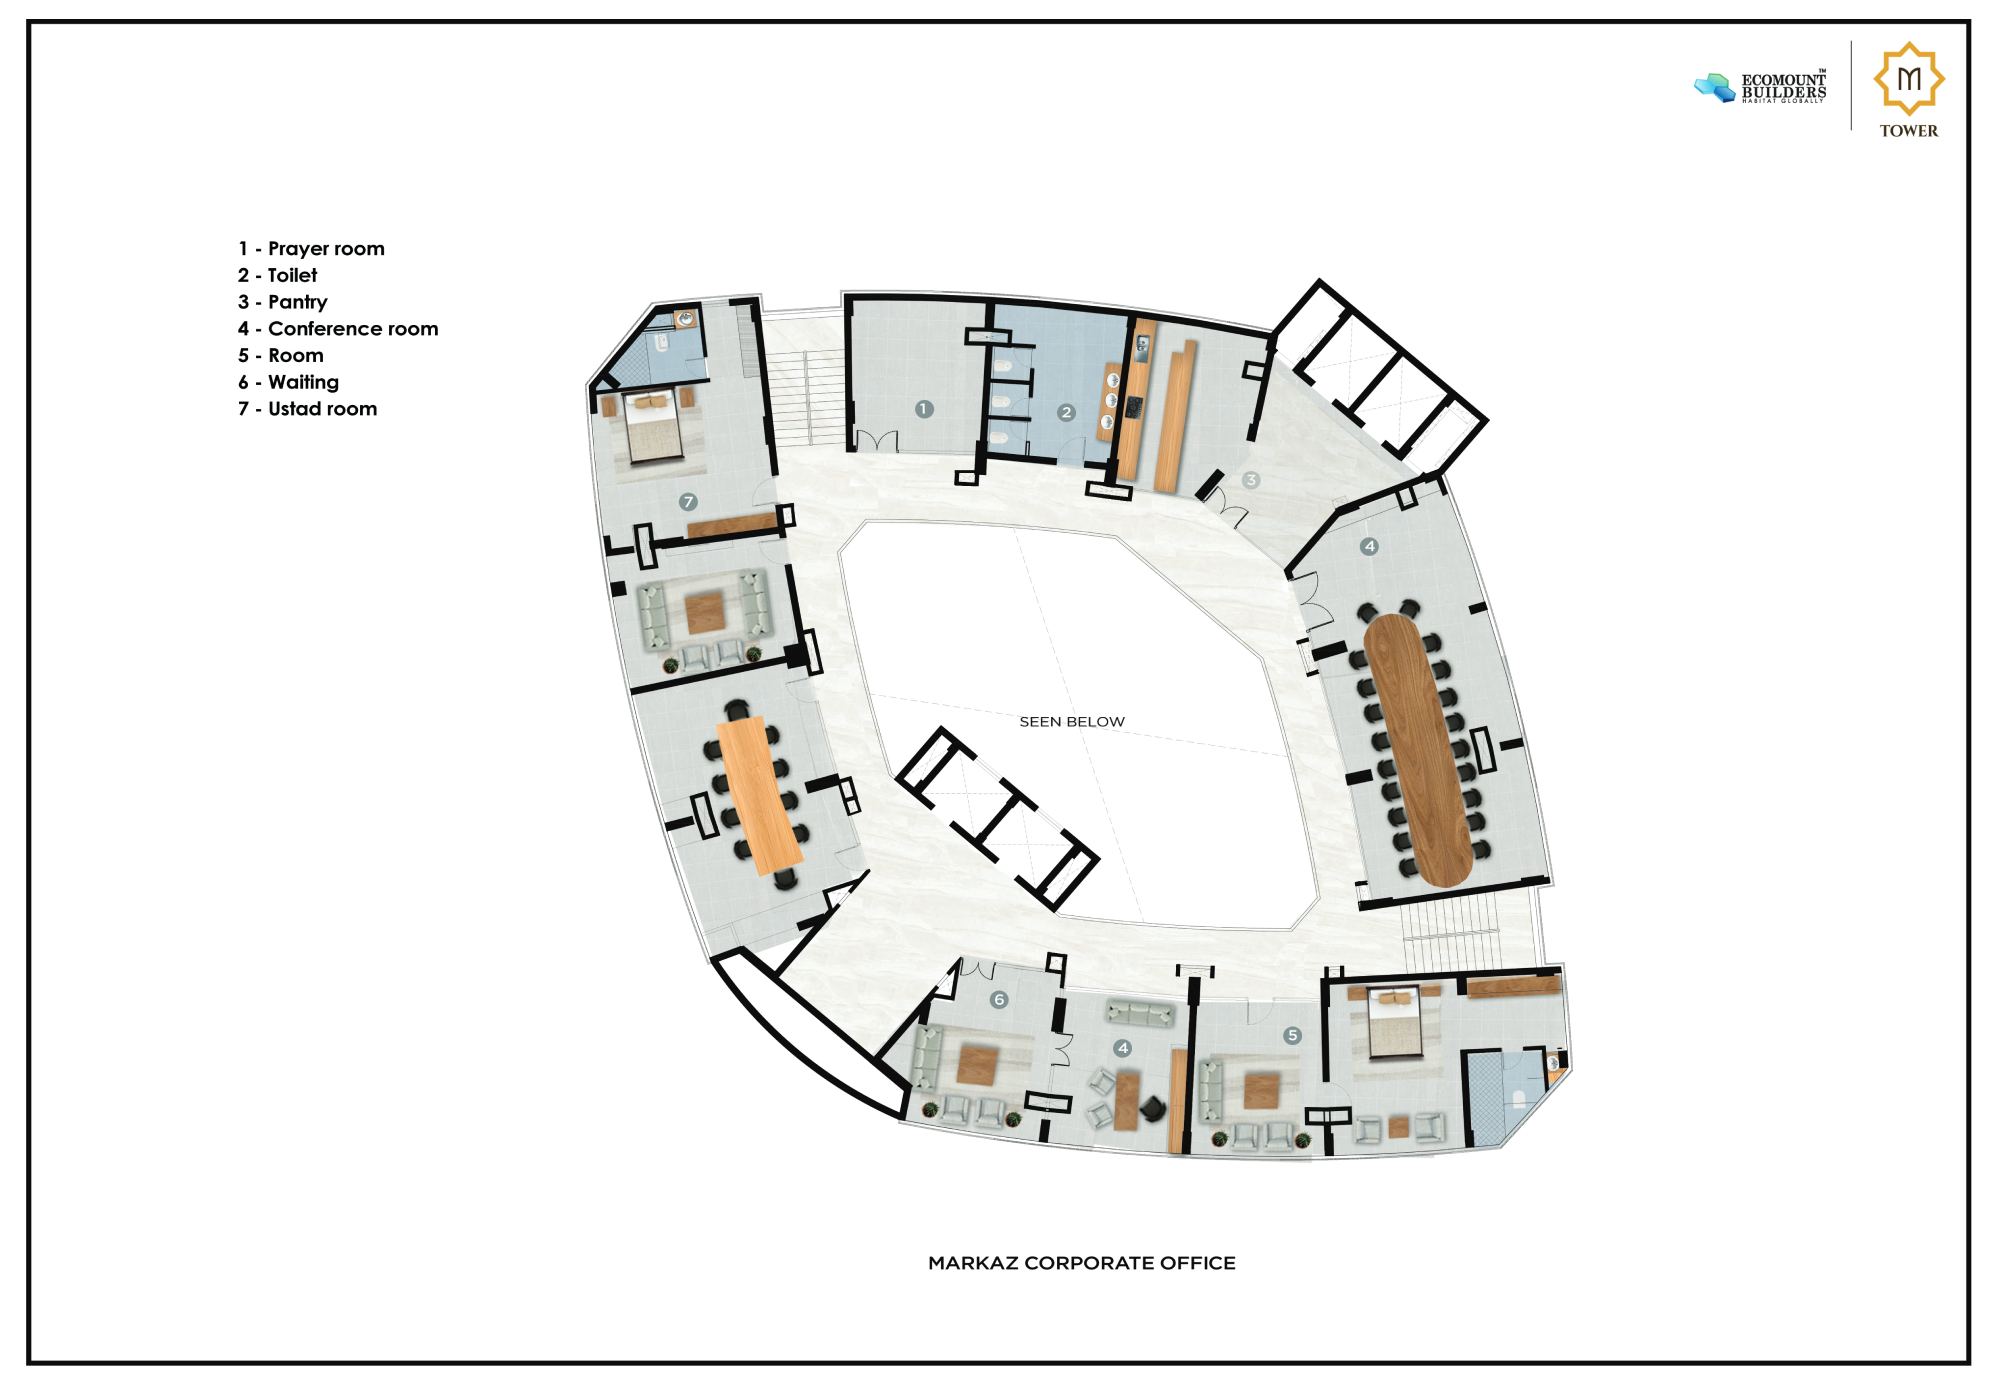 ECOMOUNT™
BUILDERS
HABITAT GLOBALLY
M
TOWER
1 - Prayer room
2 - Toilet
3 - Pantry
4 - Conference room
5 - Room
6 - Waiting
7 - Ustad room
1
2
3
7
4
SEEN BELOW
6
4
5
MARKAZ CORPORATE OFFICE